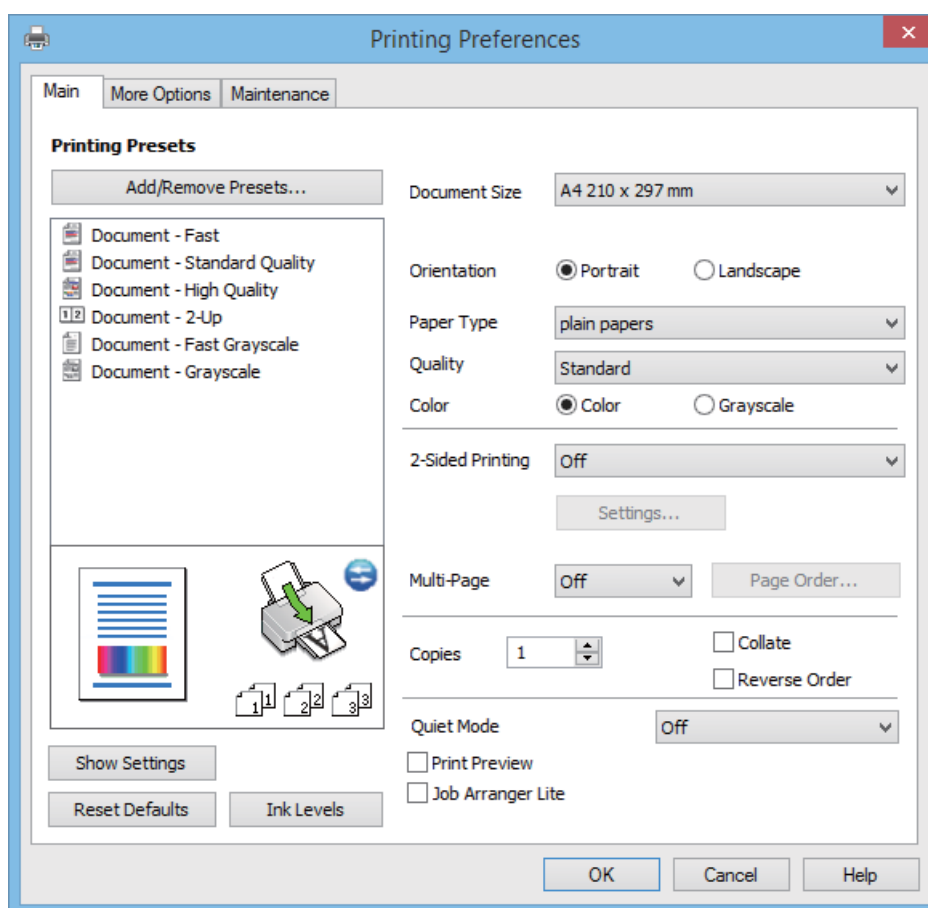 Printing Preferences
Main
More Options
Maintenance
Printing Presets
Add/Remove Presets...
Document - Fast
Document - Standard Quality
Document - High Quality
1 2 Document - 2-Up
Document - Fast Grayscale
Document - Grayscale
1 1 2 2 3 3
Show Settings
Reset Defaults
Ink Levels
Document Size A4 210 x 297 mm
Orientation Portrait Landscape
Paper Type plain papers
Quality Standard
Color Color Grayscale
2-Sided Printing Off
Settings...
Multi-Page Off Page Order...
Copies 1 Collate
Reverse Order
Quiet Mode Off
Print Preview
Job Arranger Lite
OK Cancel Help